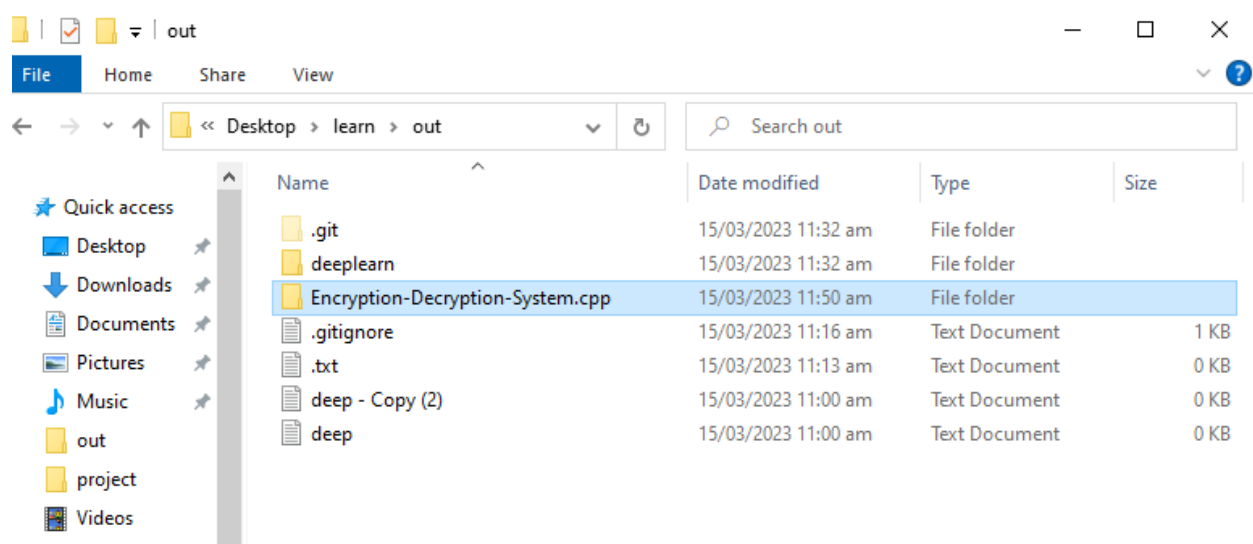 out
File Home Share View
« Desktop › learn › out
Search out
Name Date modified Type Size
Quick access
Desktop
Downloads
Documents
Pictures
Music
out
project
Videos
.git 15/03/2023 11:32 am File folder
deeplearn 15/03/2023 11:32 am File folder
Encryption-Decryption-System.cpp 15/03/2023 11:50 am File folder
.gitignore 15/03/2023 11:16 am Text Document 1 KB
.txt 15/03/2023 11:13 am Text Document 0 KB
deep - Copy (2) 15/03/2023 11:00 am Text Document 0 KB
deep 15/03/2023 11:00 am Text Document 0 KB